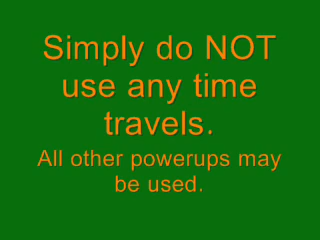 Simply do NOT
use any time
travels.
All other powerups may
be used.